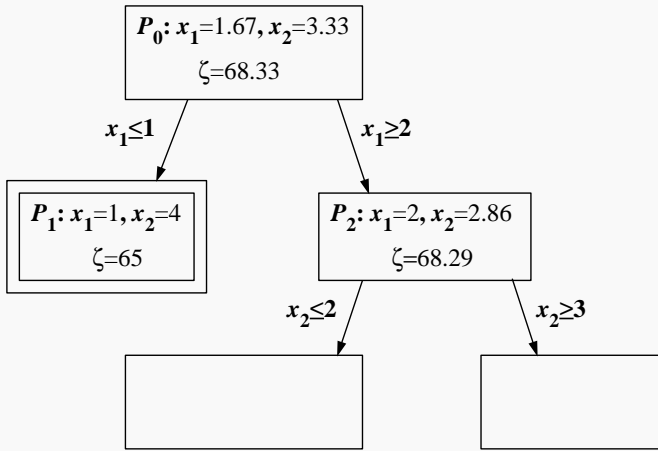 P₀: x₁=1.67, x₂=3.33
ζ=68.33
x₁≤1
x₁≥2
P₁: x₁=1, x₂=4
ζ=65
P₂: x₁=2, x₂=2.86
ζ=68.29
x₂≤2
x₂≥3